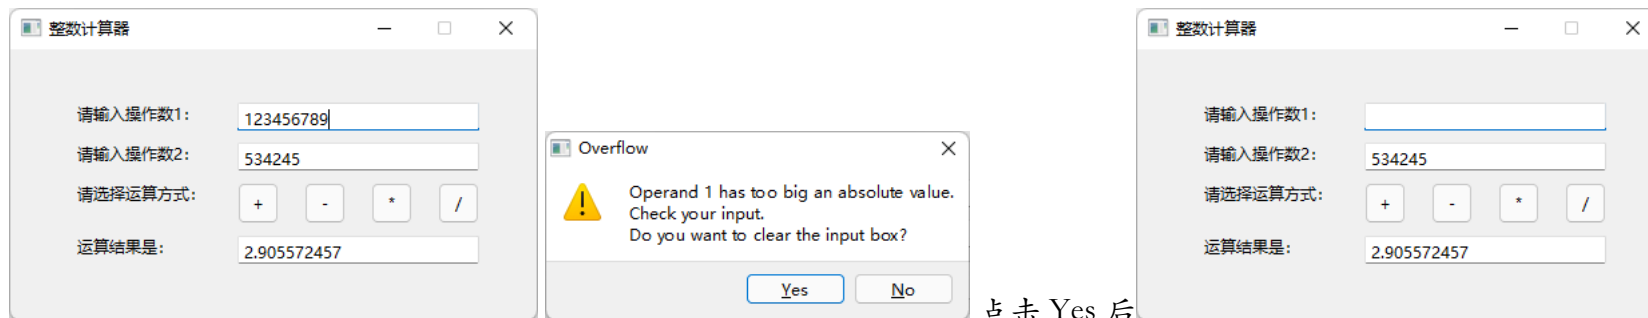 整数计算器
请输入操作数1:
123456789
请输入操作数2:
534245
请选择运算方式:
+
-
*
/
运算结果是:
2.905572457
Overflow
Operand 1 has too big an absolute value.
Check your input.
Do you want to clear the input box?
Yes
No
点击 Yes 后
整数计算器
请输入操作数1:
请输入操作数2:
534245
请选择运算方式:
+
-
*
/
运算结果是:
2.905572457